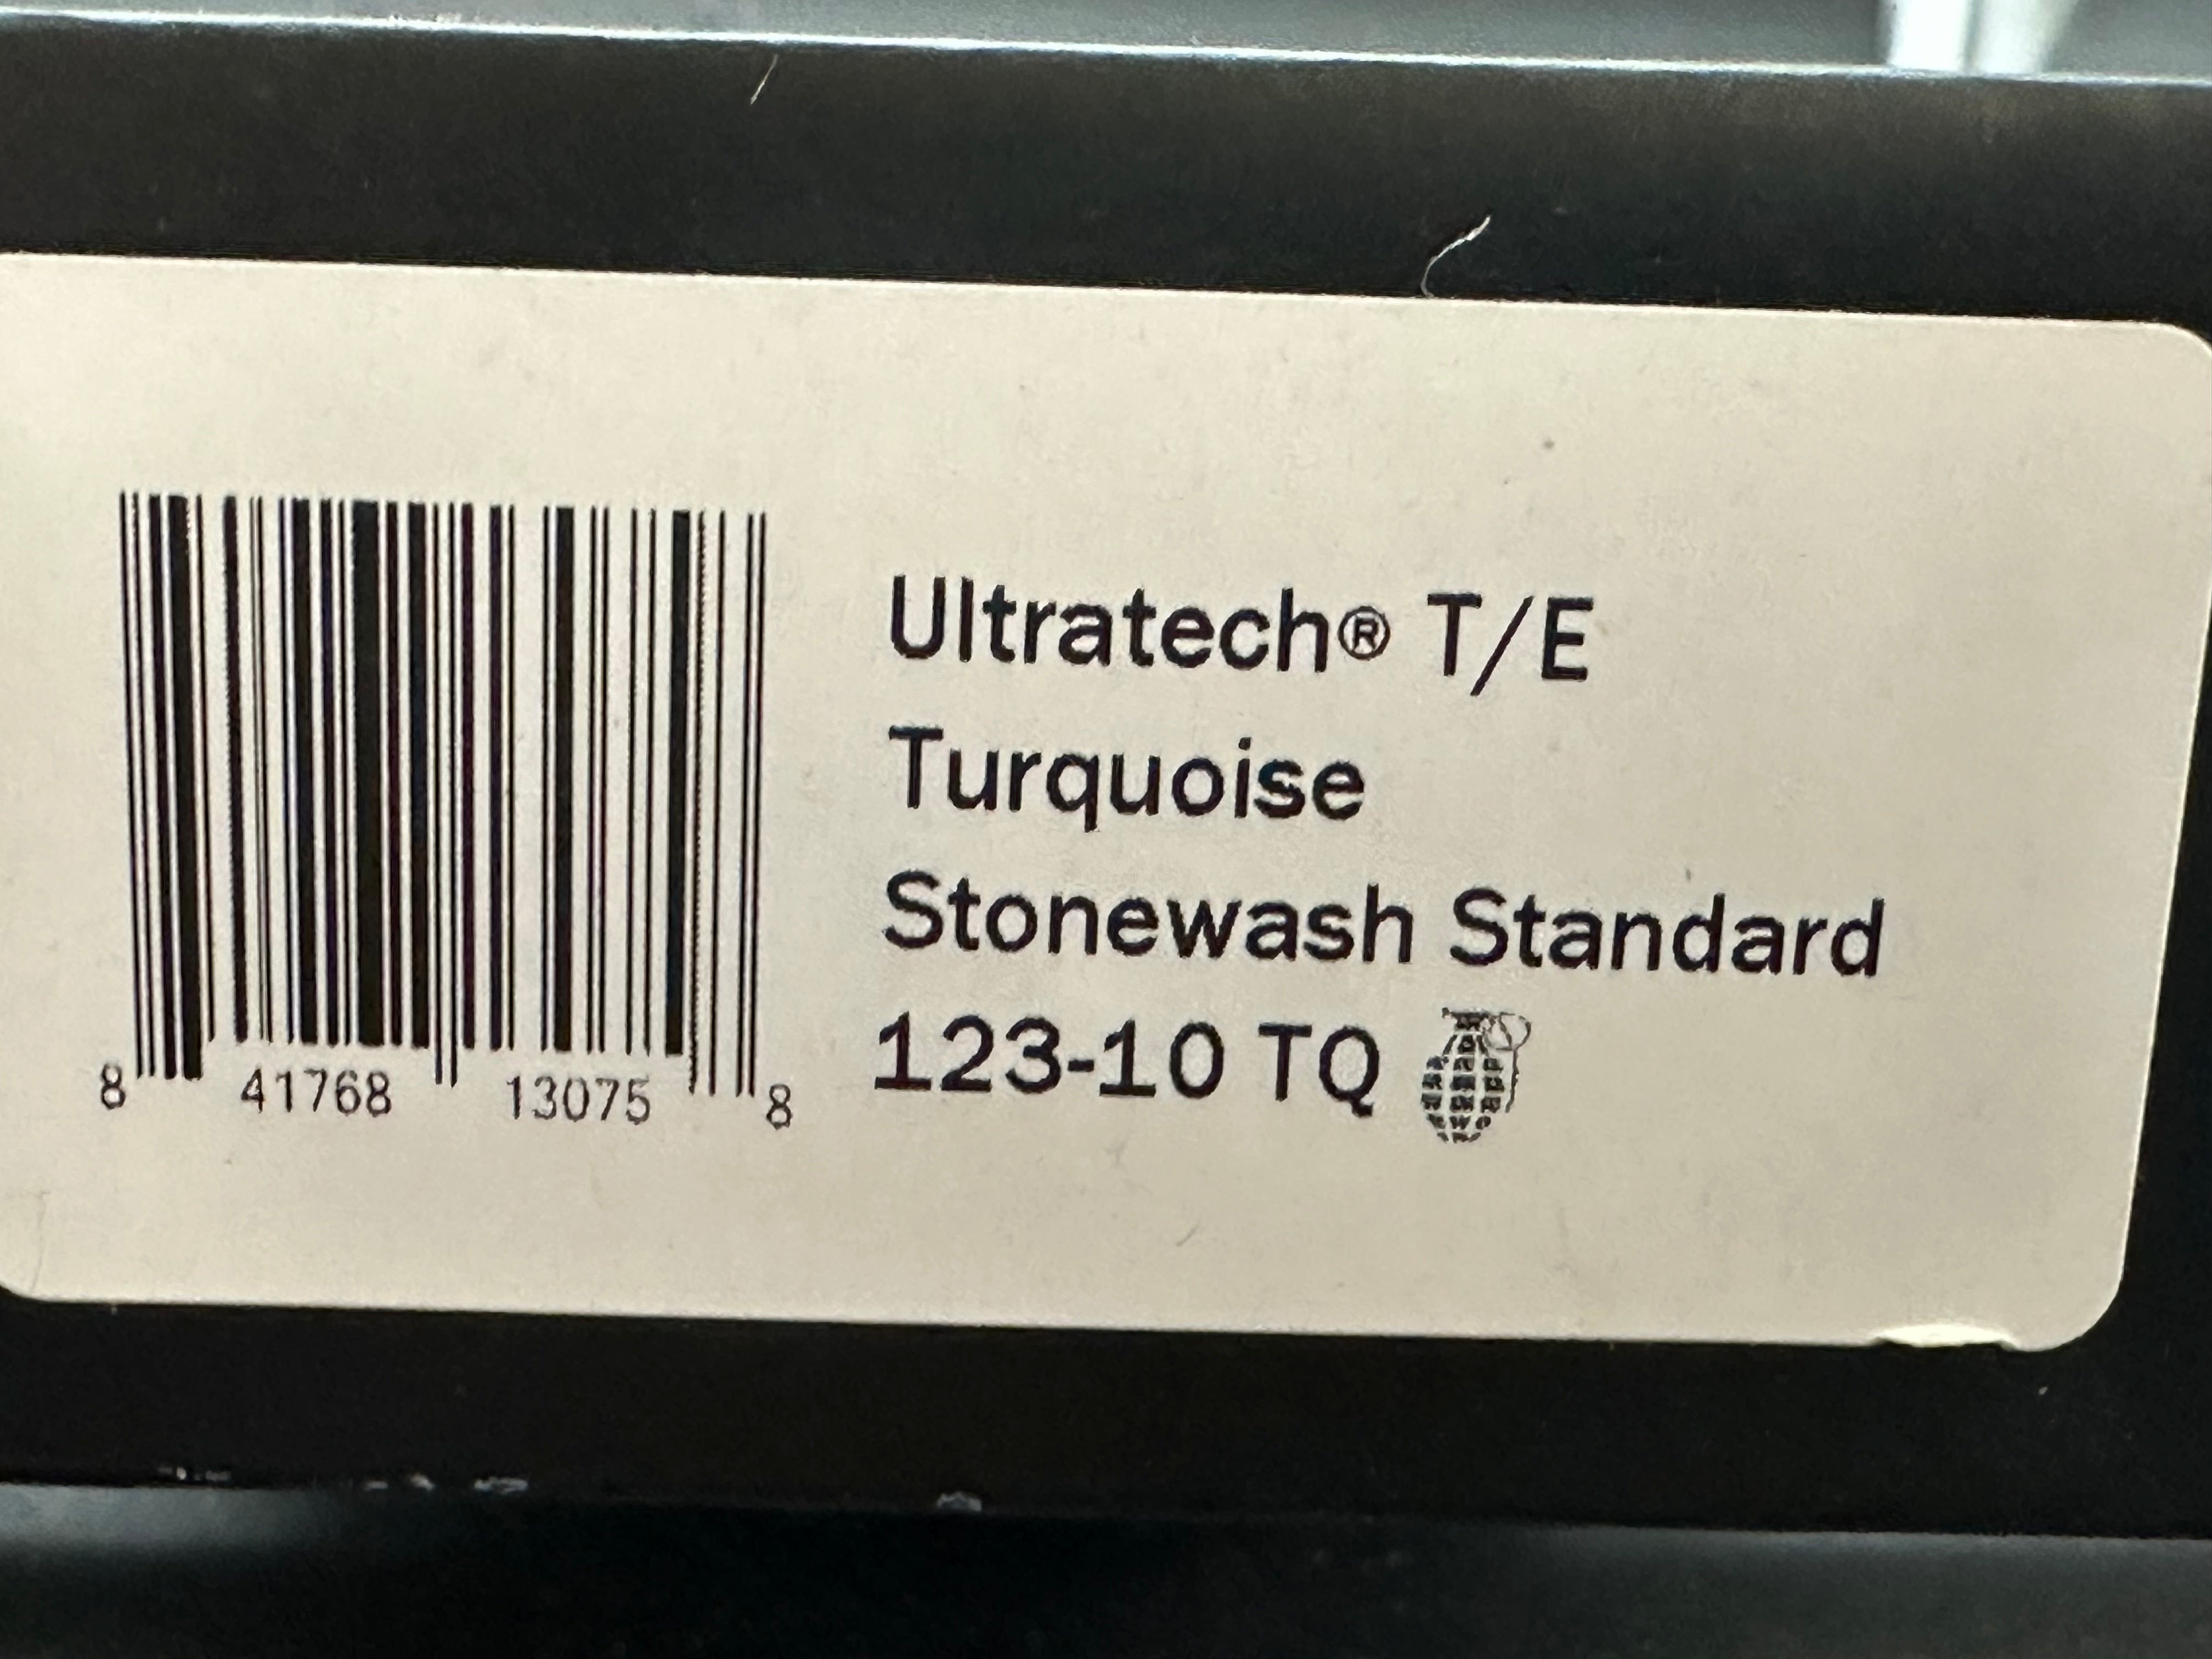 Ultratech® T/E
Turquoise
Stonewash Standard
123-10 TQ
8 41768 13075 8